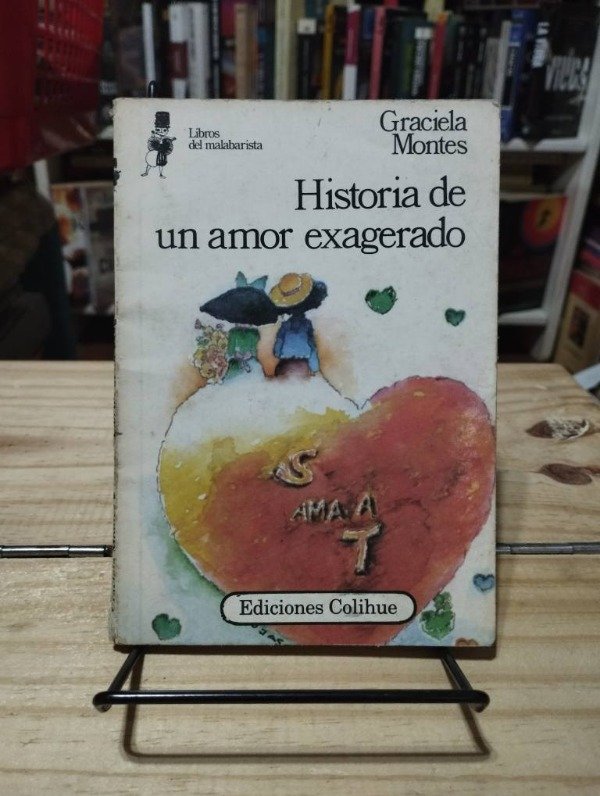 Libros
del malabarista
Graciela
Montes
Historia de
un amor exagerado
S
AMA A
T
Ediciones Colihue